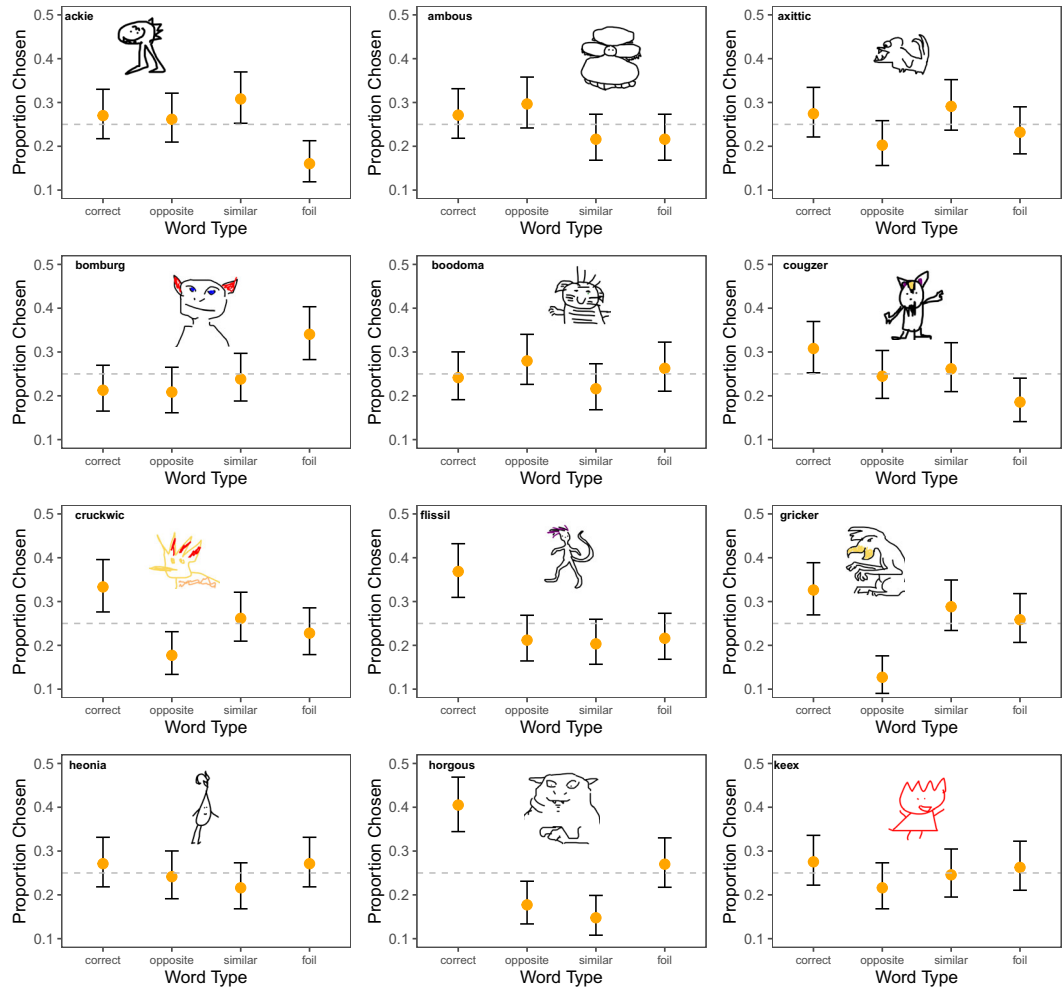 ackie
0.5
0.4
0.3
0.2
0.1
Proportion Chosen
correct opposite similar foil
Word Type
ambous
0.5
0.4
0.3
0.2
0.1
Proportion Chosen
correct opposite similar foil
Word Type
axittic
0.5
0.4
0.3
0.2
0.1
Proportion Chosen
correct opposite similar foil
Word Type
bomburg
0.5
0.4
0.3
0.2
0.1
Proportion Chosen
correct opposite similar foil
Word Type
boodoma
0.5
0.4
0.3
0.2
0.1
Proportion Chosen
correct opposite similar foil
Word Type
cougzer
0.5
0.4
0.3
0.2
0.1
Proportion Chosen
correct opposite similar foil
Word Type
cruckwic
0.5
0.4
0.3
0.2
0.1
Proportion Chosen
correct opposite similar foil
Word Type
flissil
0.5
0.4
0.3
0.2
0.1
Proportion Chosen
correct opposite similar foil
Word Type
gricker
0.5
0.4
0.3
0.2
0.1
Proportion Chosen
correct opposite similar foil
Word Type
heonia
0.5
0.4
0.3
0.2
0.1
Proportion Chosen
correct opposite similar foil
Word Type
horgous
0.5
0.4
0.3
0.2
0.1
Proportion Chosen
correct opposite similar foil
Word Type
keex
0.5
0.4
0.3
0.2
0.1
Proportion Chosen
correct opposite similar foil
Word Type